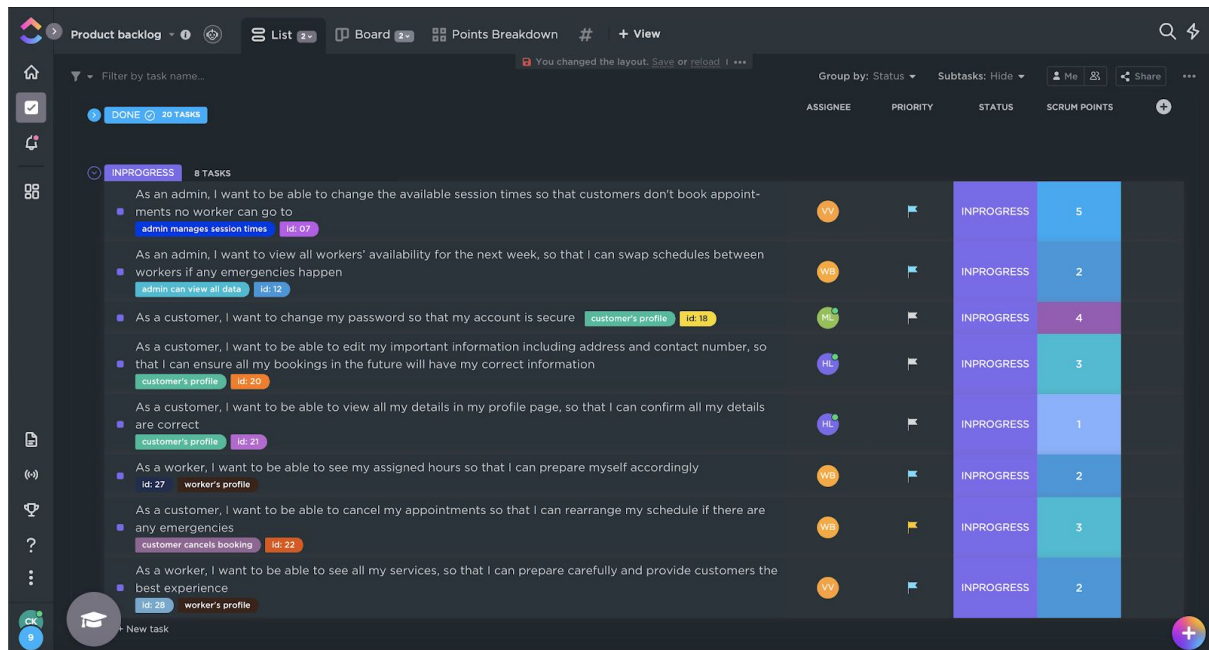 Product backlog
List 2
Board 2
Points Breakdown
#
+ View
You changed the layout. Save or reload
Filter by task name...
Group by: Status
Subtasks: Hide
Me
Share
DONE 20 TASKS
ASSIGNEE
PRIORITY
STATUS
SCRUM POINTS
INPROGRESS 8 TASKS
As an admin, I want to be able to change the available session times so that customers don't book appoint-
ments no worker can go to
admin manages session times id: 07
VV
INPROGRESS
5
As an admin, I want to view all workers' availability for the next week, so that I can swap schedules between
workers if any emergencies happen
admin can view all data id: 12
WB
INPROGRESS
2
As a customer, I want to change my password so that my account is secure customer's profile id: 18
ML
INPROGRESS
4
As a customer, I want to be able to edit my important information including address and contact number, so
that I can ensure all my bookings in the future will have my correct information
customer's profile id: 20
HL
INPROGRESS
3
As a customer, I want to be able to view all my details in my profile page, so that I can confirm all my details
are correct
customer's profile id: 21
HL
INPROGRESS
1
As a worker, I want to be able to see my assigned hours so that I can prepare myself accordingly
id: 27 worker's profile
WB
INPROGRESS
2
As a customer, I want to be able to cancel my appointments so that I can rearrange my schedule if there are
any emergencies
customer cancels booking id: 22
WB
INPROGRESS
3
As a worker, I want to be able to see all my services, so that I can prepare carefully and provide customers the
best experience
id: 28 worker's profile
VV
INPROGRESS
2
+ New task
?
CK
9